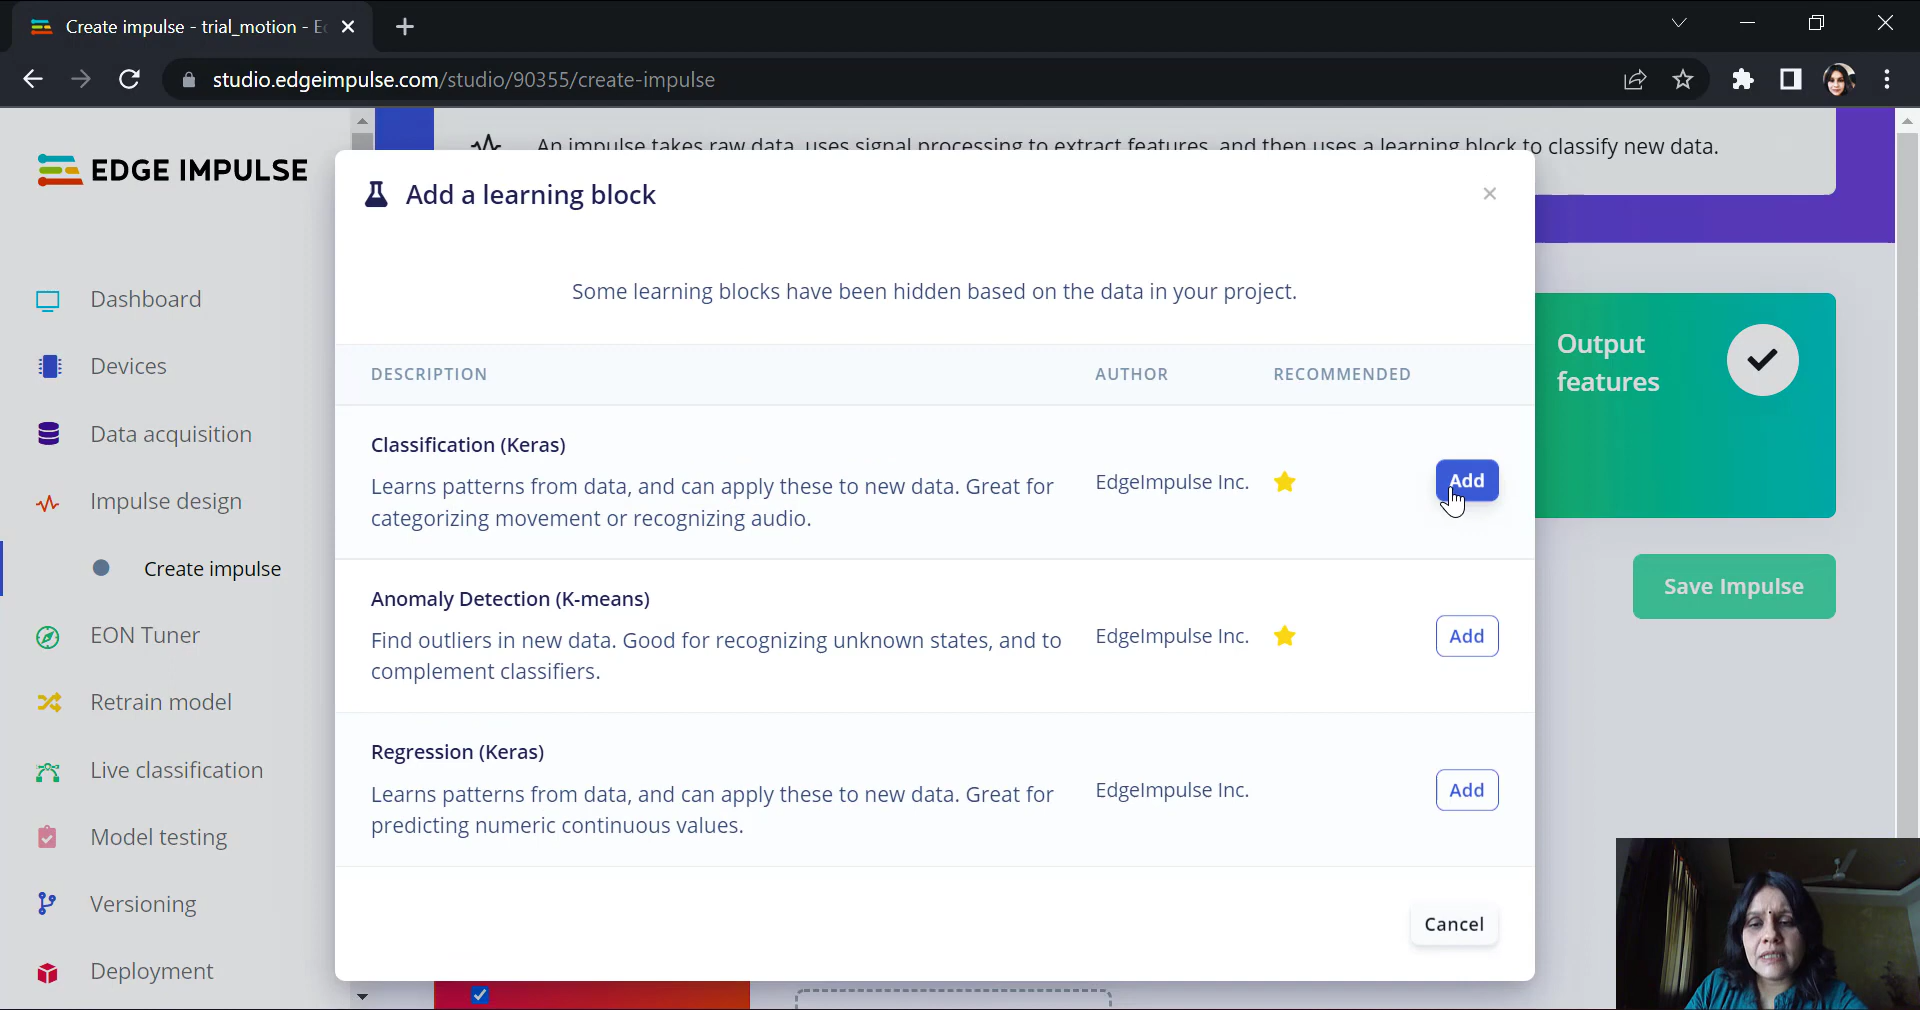 Create impulse - trial_motion - E
studio.edgeimpulse.com/studio/90355/create-impulse
An impulse takes raw data, uses signal processing to extract features, and then uses a learning block to classify new data.
EDGE IMPULSE
Add a learning block
Some learning blocks have been hidden based on the data in your project.
Dashboard
Devices
Data acquisition
Impulse design
Create impulse
EON Tuner
Retrain model
Live classification
Model testing
Versioning
Deployment
DESCRIPTION AUTHOR RECOMMENDED
Classification (Keras)
Learns patterns from data, and can apply these to new data. Great for
categorizing movement or recognizing audio.
EdgeImpulse Inc.
Add
Anomaly Detection (K-means)
Find outliers in new data. Good for recognizing unknown states, and to
complement classifiers.
EdgeImpulse Inc.
Add
Regression (Keras)
Learns patterns from data, and can apply these to new data. Great for
predicting numeric continuous values.
EdgeImpulse Inc.
Add
Cancel
Output
features
Save Impulse